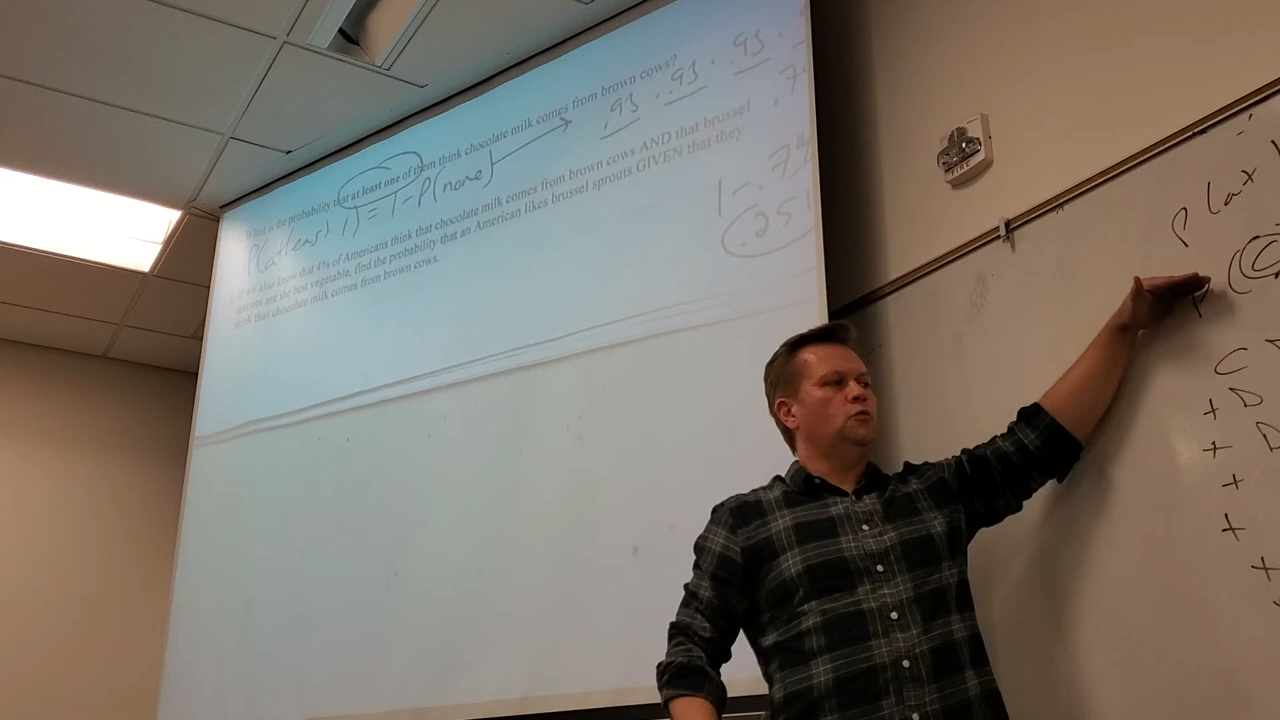 What is the probability that at least one of them think chocolate milk comes from brown cows?
P(at least 1) = 1 - P(none)
.93 · .93 · .93 ·
If we also know that 4% of Americans think that chocolate milk comes from brown cows AND that brussel
sprouts are the best vegetable, find the probability that an American likes brussel sprouts GIVEN that they
think that chocolate milk comes from brown cows.
1 - .7
.251
FIRE
P(at
C
+ D
+ D
+
+
+